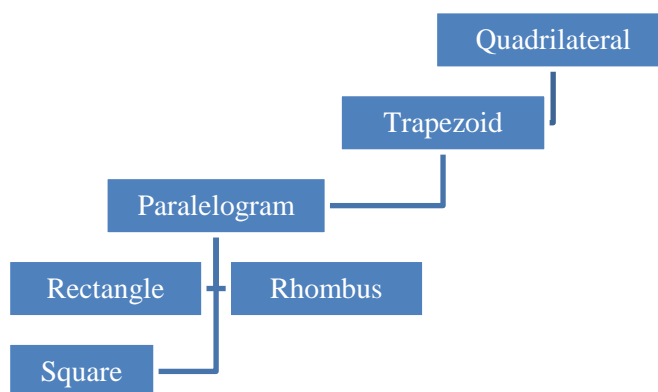 Quadrilateral
Trapezoid
Paralelogram
Rectangle
Rhombus
Square